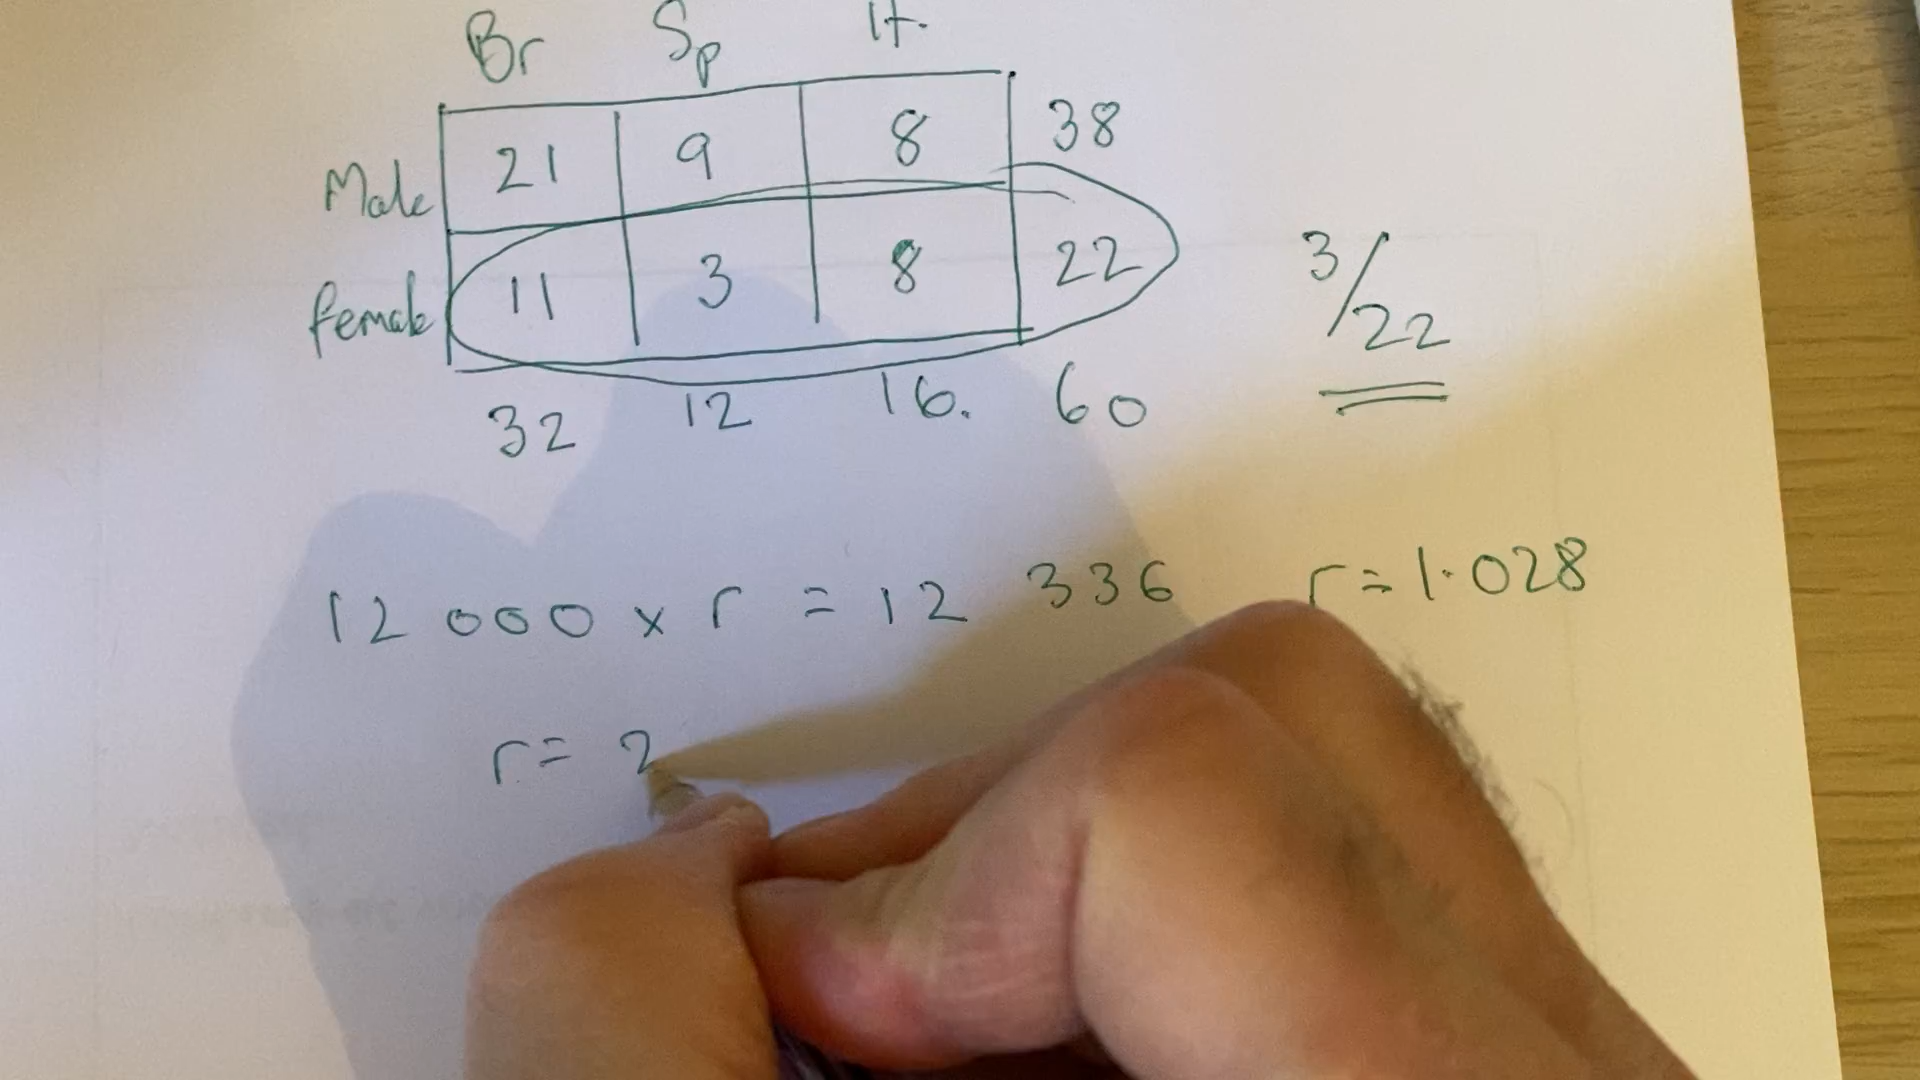 Br Sp It.
Male 21 9 8 38
female 11 3 8 22
3/22
32 12 16. 60
12 000 x r = 12 336 r = 1.028
r = 2